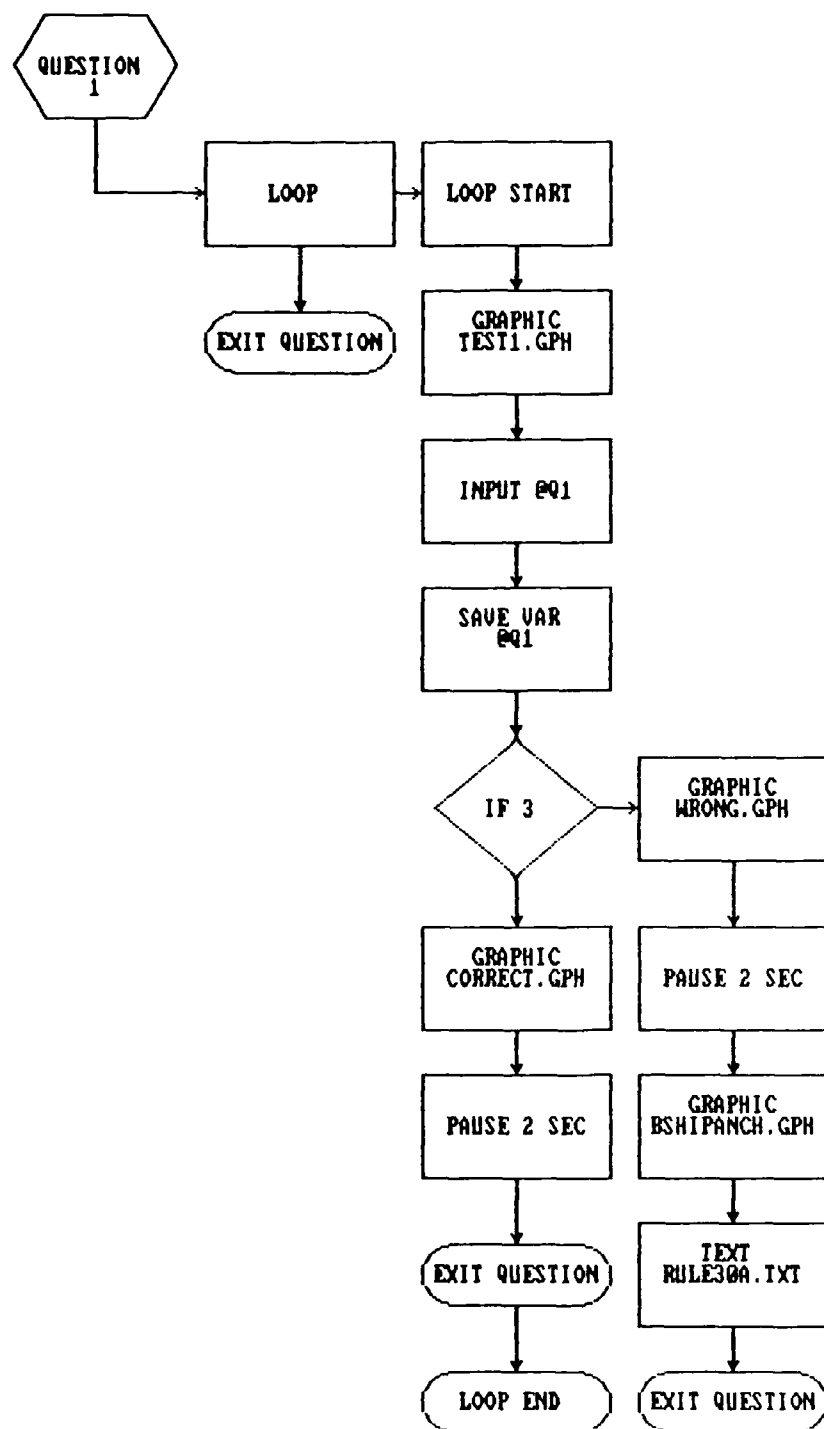 QUESTION
1
LOOP
LOOP START
EXIT QUESTION
GRAPHIC
TEST1.GPH
INPUT @Q1
SAVE VAR
@Q1
IF 3
GRAPHIC
WRONG.GPH
GRAPHIC
CORRECT.GPH
PAUSE 2 SEC
PAUSE 2 SEC
GRAPHIC
BSHIPANCH.GPH
EXIT QUESTION
TEXT
RULE30A.TXT
LOOP END
EXIT QUESTION